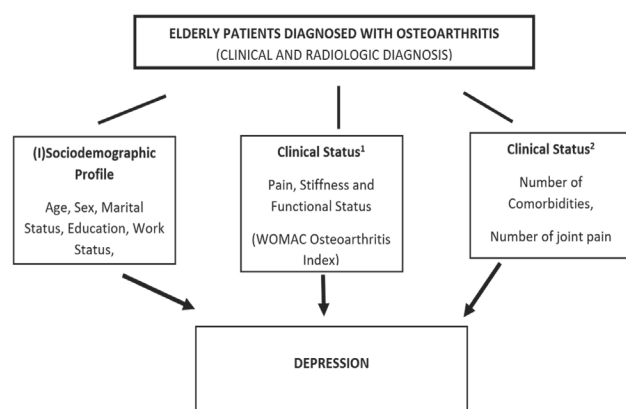 ELDERLY PATIENTS DIAGNOSED WITH OSTEOARTHRITIS
(CLINICAL AND RADIOLOGIC DIAGNOSIS)
(I)Sociodemographic
Profile
Age, Sex, Marital
Status, Education, Work
Status,
Clinical Status¹
Pain, Stiffness and
Functional Status
(WOMAC Osteoarthritis
Index)
Clinical Status²
Number of
Comorbidities,
Number of joint pain
DEPRESSION